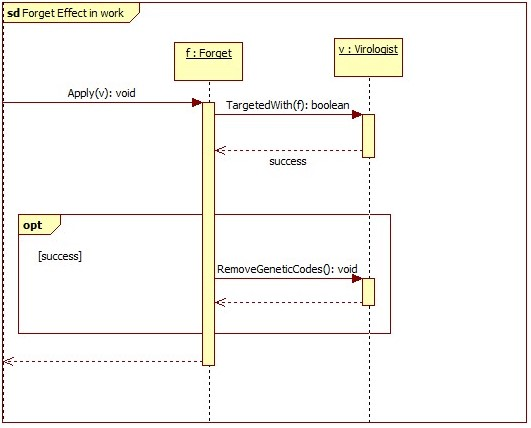 sd Forget Effect in work
f : Forget
v : Virologist
Apply(v): void
TargetedWith(f): boolean
success
opt
[success]
RemoveGeneticCodes(): void